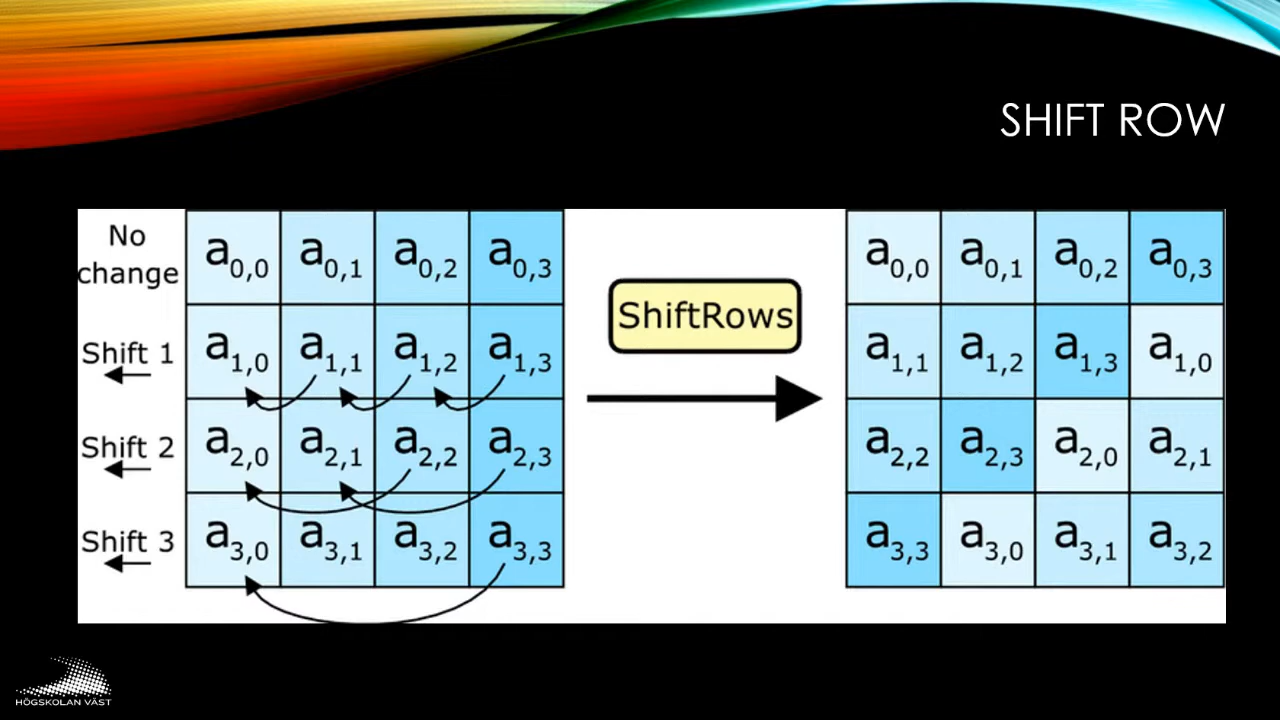 SHIFT ROW
No
change
a0,0 a0,1 a0,2 a0,3
a0,0 a0,1 a0,2 a0,3
ShiftRows
Shift 1
a1,0 a1,1 a1,2 a1,3
a1,1 a1,2 a1,3 a1,0
Shift 2
a2,0 a2,1 a2,2 a2,3
a2,2 a2,3 a2,0 a2,1
Shift 3
a3,0 a3,1 a3,2 a3,3
a3,3 a3,0 a3,1 a3,2
HÖGSKOLAN VÄST